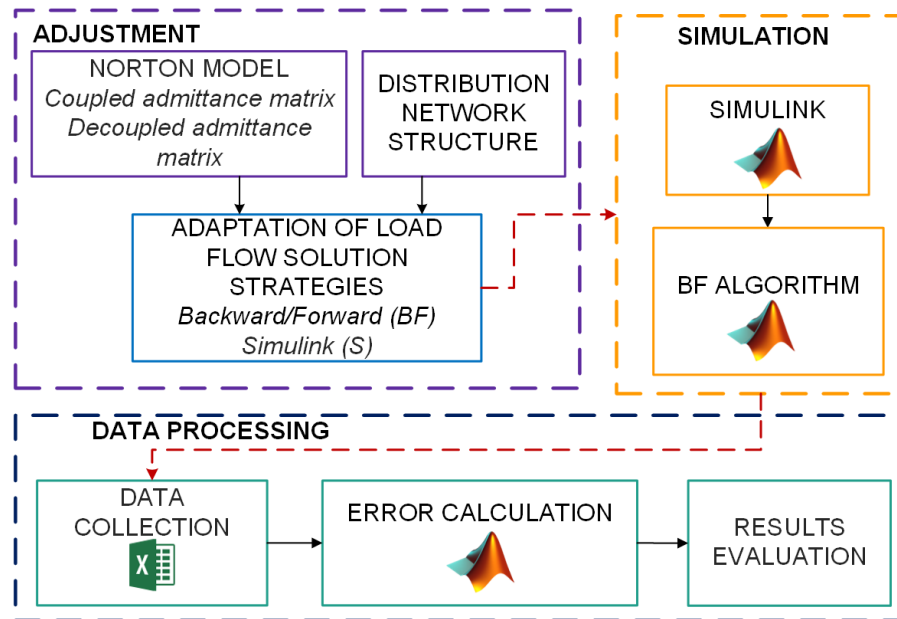 ADJUSTMENT
NORTON MODEL
Coupled admittance matrix
Decoupled admittance
matrix
DISTRIBUTION
NETWORK
STRUCTURE
ADAPTATION OF LOAD
FLOW SOLUTION
STRATEGIES
Backward/Forward (BF)
Simulink (S)
SIMULATION
SIMULINK
BF ALGORITHM
DATA PROCESSING
DATA
COLLECTION
X
ERROR CALCULATION
RESULTS
EVALUATION